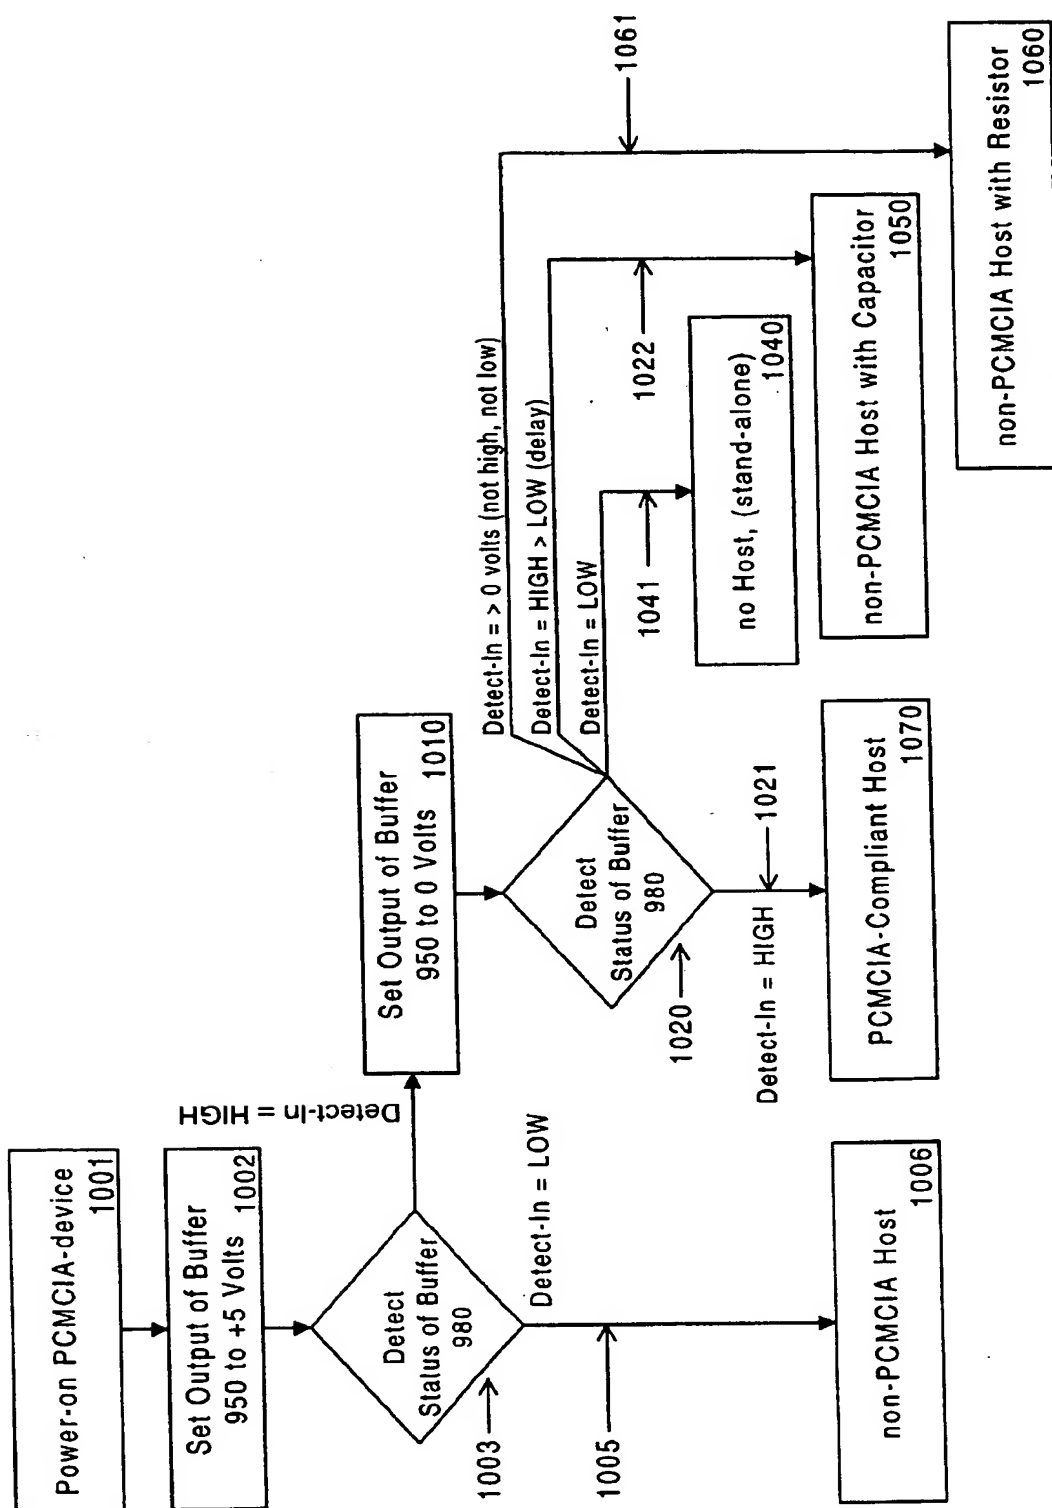 Power-on PCMCIA-device
1001
Set Output of Buffer
950 to +5 Volts 1002
Detect
Status of Buffer
980
1003
Detect-In = HIGH
Detect-In = LOW
1005
non-PCMCIA Host
1006
Set Output of Buffer
950 to 0 Volts 1010
Detect
Status of Buffer
980
1020
Detect-In = HIGH
1021
PCMCIA-Compliant Host
1070
Detect-In = > 0 volts (not high, not low)
Detect-In = HIGH > LOW (delay)
Detect-In = LOW
1041
no Host, (stand-alone)
1040
1022
non-PCMCIA Host with Capacitor
1050
1061
non-PCMCIA Host with Resistor
1060